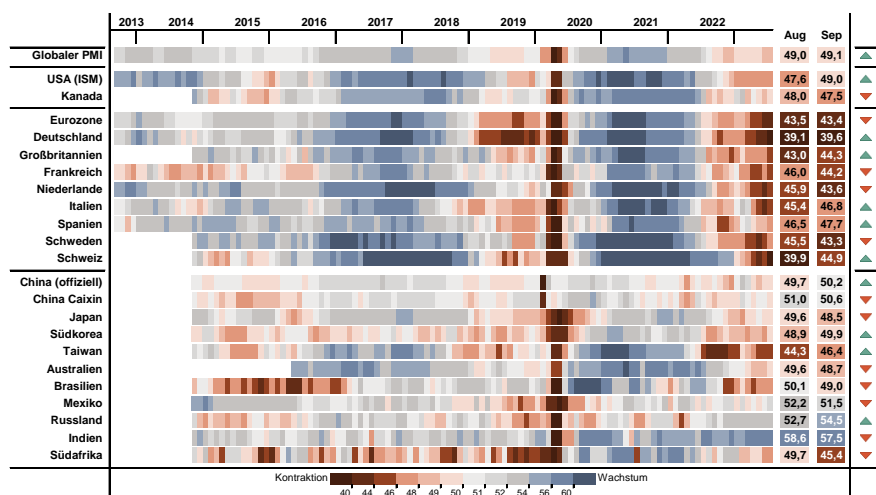 2013 2014 2015 2016 2017 2018 2019 2020 2021 2022
Aug Sep
Globaler PMI 49,0 49,1
USA (ISM) 47,6 49,0
Kanada 48,0 47,5
Eurozone 43,5 43,4
Deutschland 39,1 39,6
Großbritannien 43,0 44,3
Frankreich 46,0 44,2
Niederlande 45,9 43,6
Italien 45,4 46,8
Spanien 46,5 47,7
Schweden 45,5 43,3
Schweiz 39,9 44,9
China (offiziell) 49,7 50,2
China Caixin 51,0 50,6
Japan 49,6 48,5
Südkorea 48,9 49,9
Taiwan 44,3 46,4
Australien 49,6 48,7
Brasilien 50,1 49,0
Mexiko 52,2 51,5
Russland 52,7 54,5
Indien 58,6 57,5
Südafrika 49,7 45,4
Kontraktion Wachstum
40 44 46 48 49 50 51 52 54 56 60